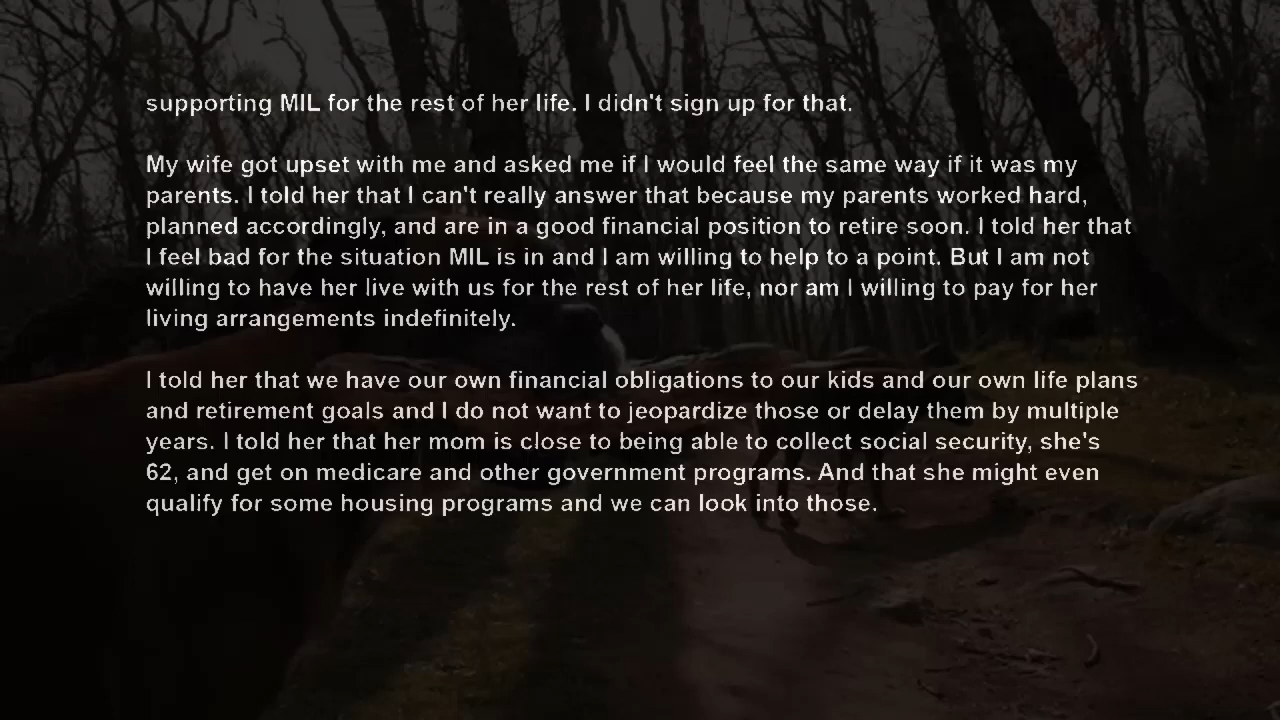 supporting MIL for the rest of her life. I didn't sign up for that.
My wife got upset with me and asked me if I would feel the same way if it was my
parents. I told her that I can't really answer that because my parents worked hard,
planned accordingly, and are in a good financial position to retire soon. I told her that
I feel bad for the situation MIL is in and I am willing to help to a point. But I am not
willing to have her live with us for the rest of her life, nor am I willing to pay for her
living arrangements indefinitely.
I told her that we have our own financial obligations to our kids and our own life plans
and retirement goals and I do not want to jeopardize those or delay them by multiple
years. I told her that her mom is close to being able to collect social security, she's
62, and get on medicare and other government programs. And that she might even
qualify for some housing programs and we can look into those.